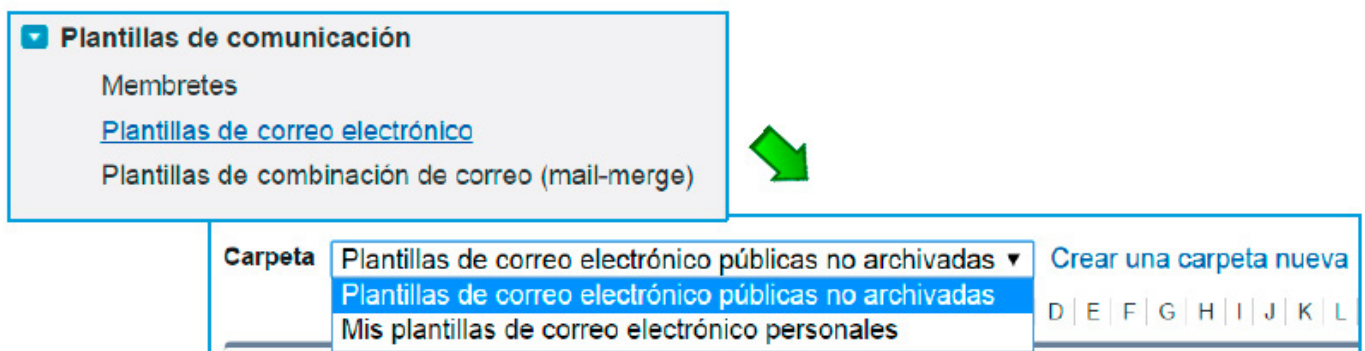 Plantillas de comunicación
Membretes
Plantillas de correo electrónico
Plantillas de combinación de correo (mail-merge)
Carpeta Plantillas de correo electrónico públicas no archivadas Crear una carpeta nueva
Plantillas de correo electrónico públicas no archivadas
Mis plantillas de correo electrónico personales
D | E | F | G | H | I | J | K | L |